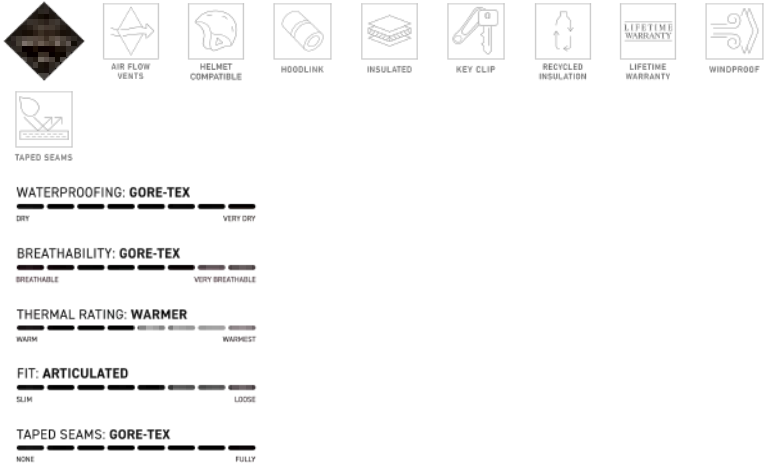 AIR FLOW
VENTS
HELMET
COMPATIBLE
HOODLINK
INSULATED
KEY CLIP
RECYCLED
INSULATION
LIFETIME
WARRANTY
LIFETIME
WARRANTY
WINDPROOF
TAPED SEAMS
WATERPROOFING: GORE-TEX
DRY VERY DRY
BREATHABILITY: GORE-TEX
BREATHABLE VERY BREATHABLE
THERMAL RATING: WARMER
WARM WARMEST
FIT: ARTICULATED
SLIM LOOSE
TAPED SEAMS: GORE-TEX
NONE FULLY